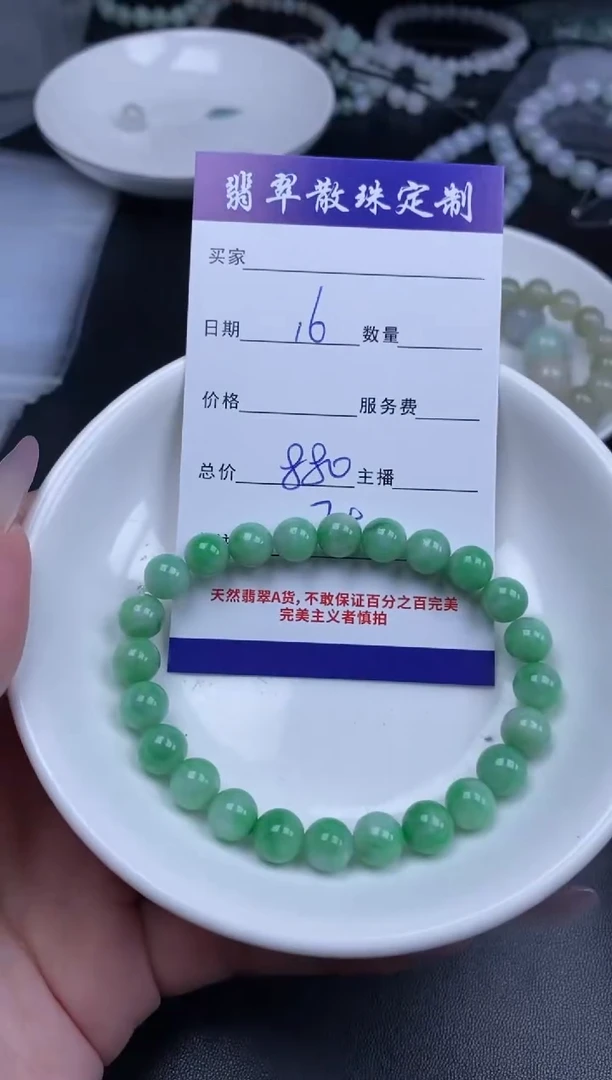 翡翠散珠定制
买家
日期 16 数量
价格 服务费
总价 880 主播
天然翡翠A货,不敢保证百分之百完美
完美主义者慎拍